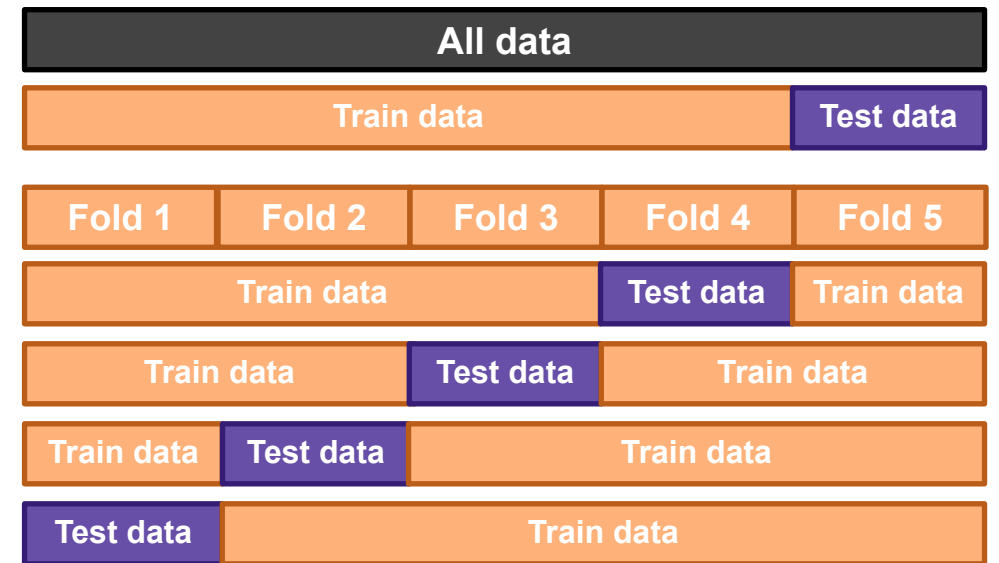 All data
Train data Test data
Fold 1 Fold 2 Fold 3 Fold 4 Fold 5
Train data Test data Train data
Train data Test data Train data
Train data Test data Train data
Test data Train data